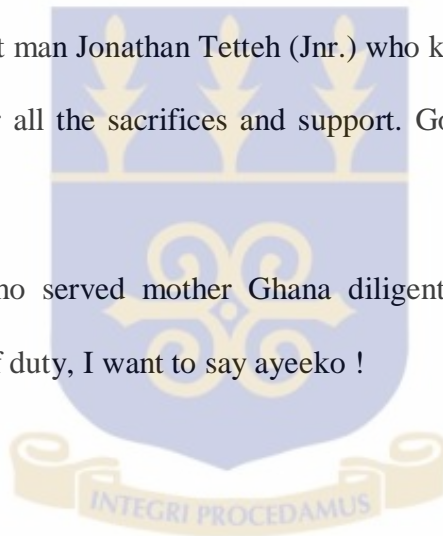 t man Jonathan Tetteh (Jnr.) who k
r all the sacrifices and support. Go
no served mother Ghana diligent
f duty, I want to say ayeeko !
INTEGRI PROCEDAMUS